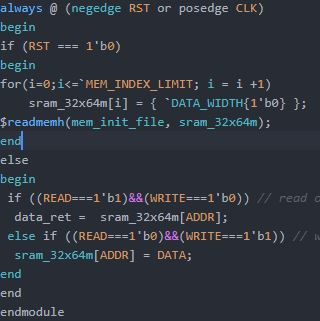 always @ (negedge RST or posedge CLK)
begin
if (RST === 1'b0)
begin
for(i=0;i<=`MEM_INDEX_LIMIT; i = i +1)
sram_32x64m[i] = { `DATA_WIDTH{1'b0} };
$readmemh(mem_init_file, sram_32x64m);
end
else
begin
if ((READ===1'b1)&&(WRITE===1'b0)) // read
data_ret =  sram_32x64m[ADDR];
else if ((READ===1'b0)&&(WRITE===1'b1)) //
sram_32x64m[ADDR] = DATA;
end
end
endmodule